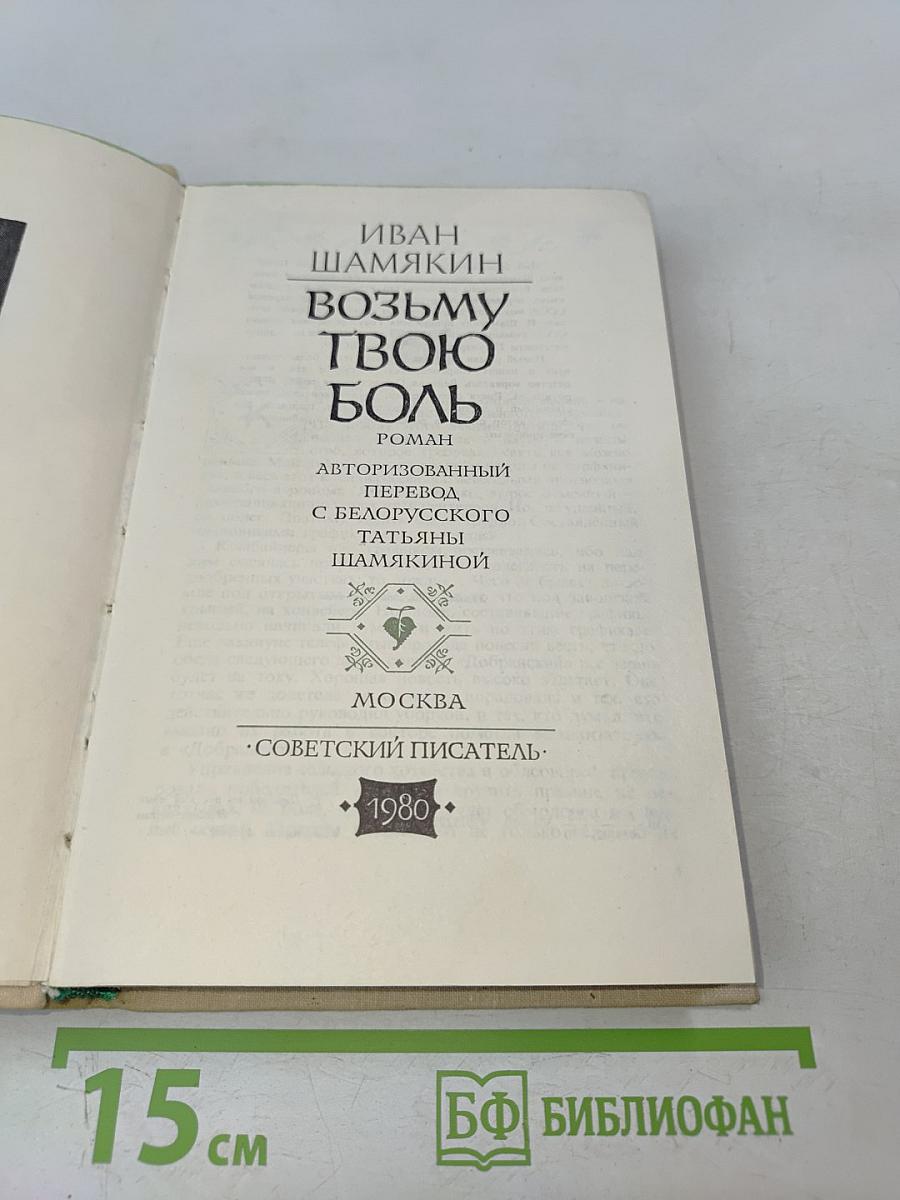 ИВАН
ШАМЯКИН
ВОЗЬМУ
ТВОЮ
БОЛЬ
РОМАН
АВТОРИЗОВАННЫЙ
ПЕРЕВОД
С БЕЛОРУССКОГО
ТАТЬЯНЫ
ШАМЯКИНОЙ
МОСКВА
·СОВЕТСКИЙ ПИСАТЕЛЬ·
1980
15 см
БФ БИБЛИОФАН